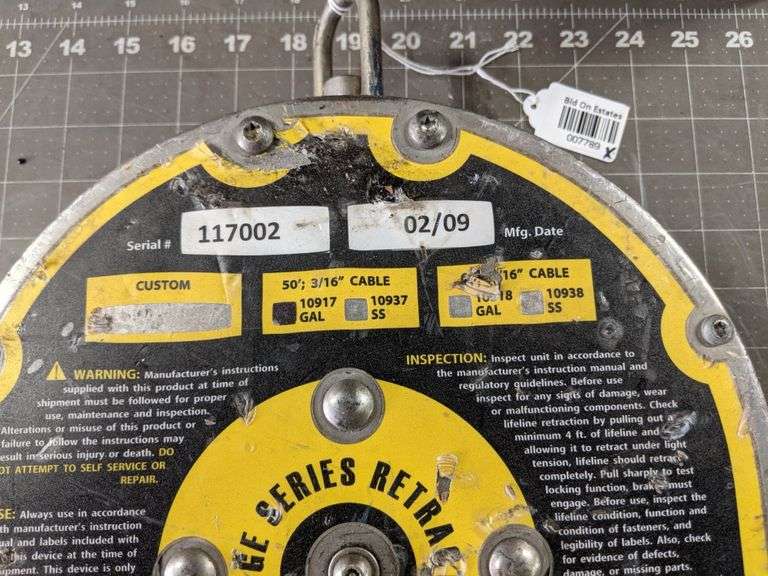 13 14 15 16 17 18 19 20 21 22 23 24 25 26
Bid On Estates
007789 X
Serial # 117002 02/09 Mfg. Date
CUSTOM
50'; 3/16" CABLE
10917 GAL
10937 SS
/16" CABLE
GAL
10938 SS
WARNING: Manufacturer's instructions
supplied with this product at time of
shipment must be followed for proper
use, maintenance and inspection.
Alterations or misuse of this product or
failure to follow the instructions may
result in serious injury or death. DO
NOT ATTEMPT TO SELF SERVICE OR
REPAIR.
USE: Always use in accordance
with manufacturer's instruction
and labels included with
this device at the time of
This device is only
INSPECTION: Inspect unit in accordance to
the manufacturer's instruction manual and
regulatory guidelines. Before use
inspect for any signs of damage, wear
or malfunctioning components. Check
lifeline retraction by pulling out a
minimum 4 ft. of lifeline and
allowing it to retract under light
tension, lifeline should retract
completely. Pull sharply to test
locking function, brake must
engage. Before use, inspect the
lifeline condition, function and
condition of fasteners, and
legibility of labels. Also, check
for evidence of defects,
damage, or missing parts.
SERIES